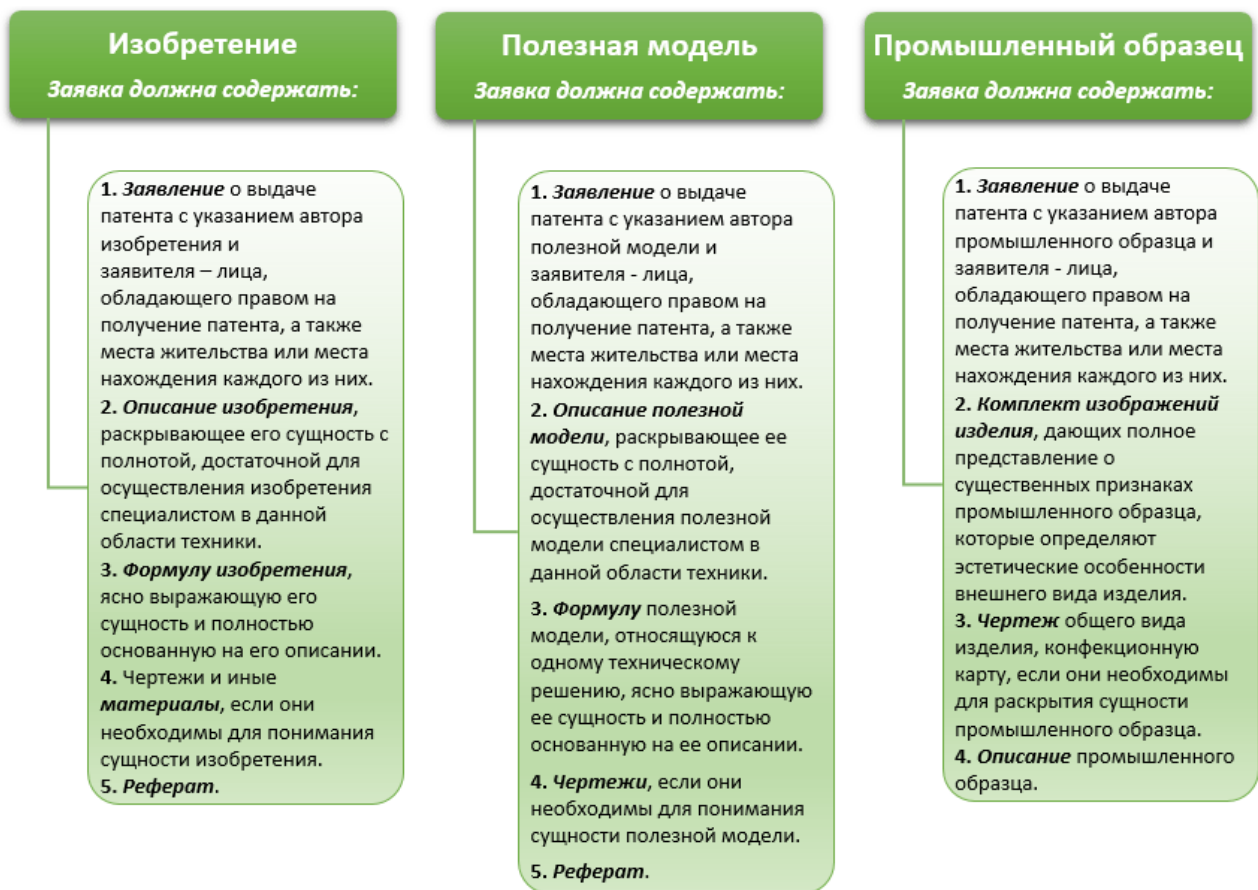 Изобретение
Заявка должна содержать:
1. Заявление о выдаче
патента с указанием автора
изобретения и
заявителя – лица,
обладающего правом на
получение патента, а также
места жительства или места
нахождения каждого из них.
2. Описание изобретения,
раскрывающее его сущность с
полнотой, достаточной для
осуществления изобретения
специалистом в данной
области техники.
3. Формулу изобретения,
ясно выражающую его
сущность и полностью
основанную на его описании.
4. Чертежи и иные
материалы, если они
необходимы для понимания
сущности изобретения.
5. Реферат.
Полезная модель
Заявка должна содержать:
1. Заявление о выдаче
патента с указанием автора
полезной модели и
заявителя - лица,
обладающего правом на
получение патента, а также
места жительства или места
нахождения каждого из них.
2. Описание полезной
модели, раскрывающее ее
сущность с полнотой,
достаточной для
осуществления полезной
модели специалистом в
данной области техники.
3. Формулу полезной
модели, относящуюся к
одному техническому
решению, ясно выражающую
ее сущность и полностью
основанную на ее описании.
4. Чертежи, если они
необходимы для понимания
сущности полезной модели.
5. Реферат.
Промышленный образец
Заявка должна содержать:
1. Заявление о выдаче
патента с указанием автора
промышленного образца и
заявителя - лица,
обладающего правом на
получение патента, а также
места жительства или места
нахождения каждого из них.
2. Комплект изображений
изделия, дающих полное
представление о
существенных признаках
промышленного образца,
которые определяют
эстетические особенности
внешнего вида изделия.
3. Чертеж общего вида
изделия, конфекционную
карту, если они необходимы
для раскрытия сущности
промышленного образца.
4. Описание промышленного
образца.